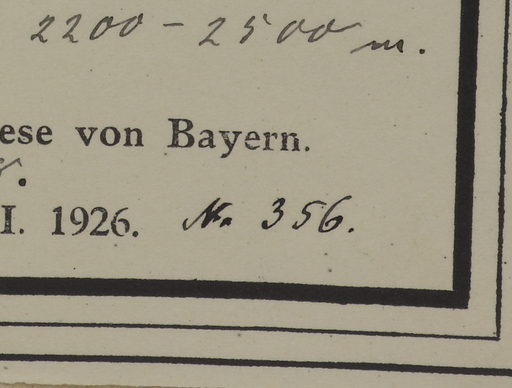 2200 - 2500 m.
ese von Bayern.
I. 1926. No. 356.